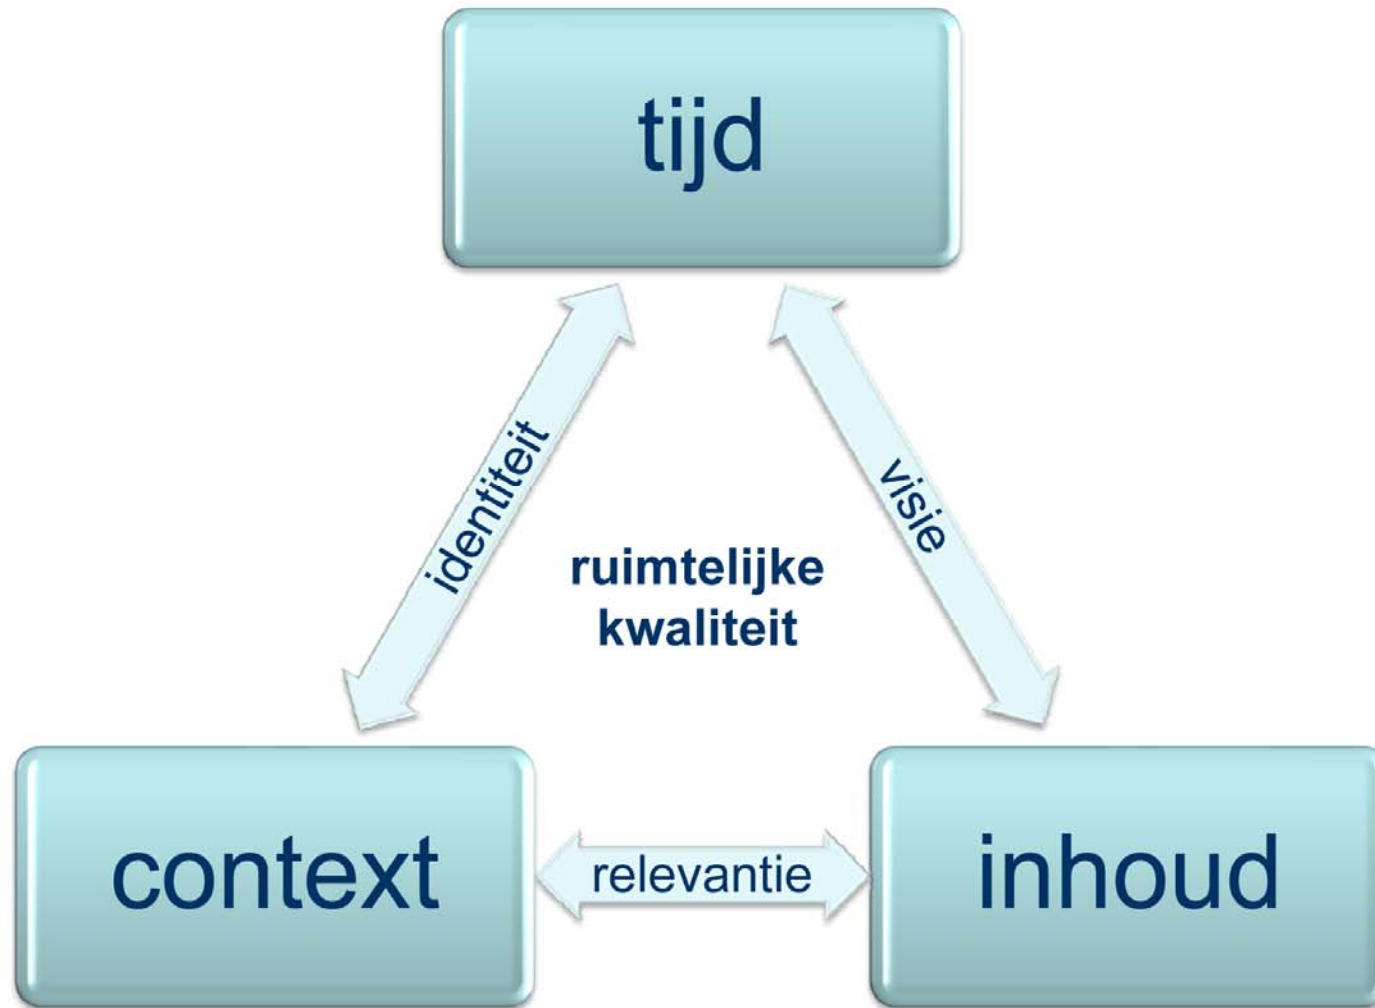 tijd
identiteit
visie
ruimtelijke
kwaliteit
context
relevantie
inhoud